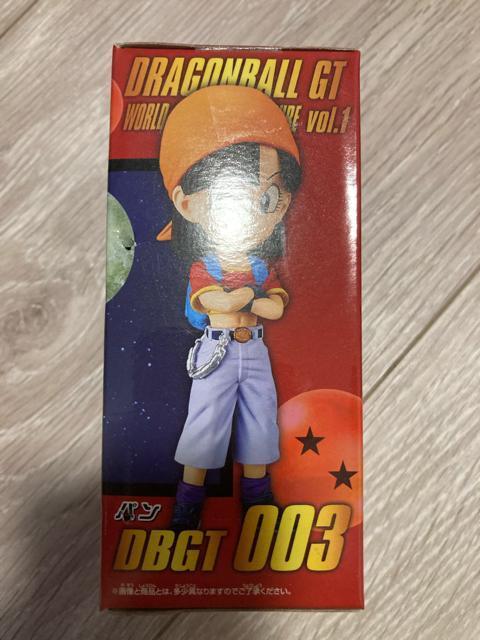 DRAGONBALL GT
WORLD vol.1
パン
DBGT 003
※画像と商品とは、多少異なりますのでご了承ください。